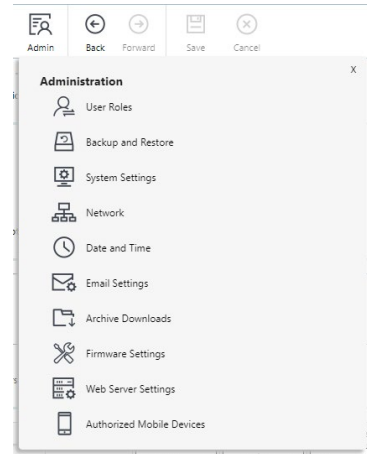 Admin
Back
Forward
Save
Cancel
X
Administration
User Roles
Backup and Restore
System Settings
Network
Date and Time
Email Settings
Archive Downloads
Firmware Settings
Web Server Settings
Authorized Mobile Devices